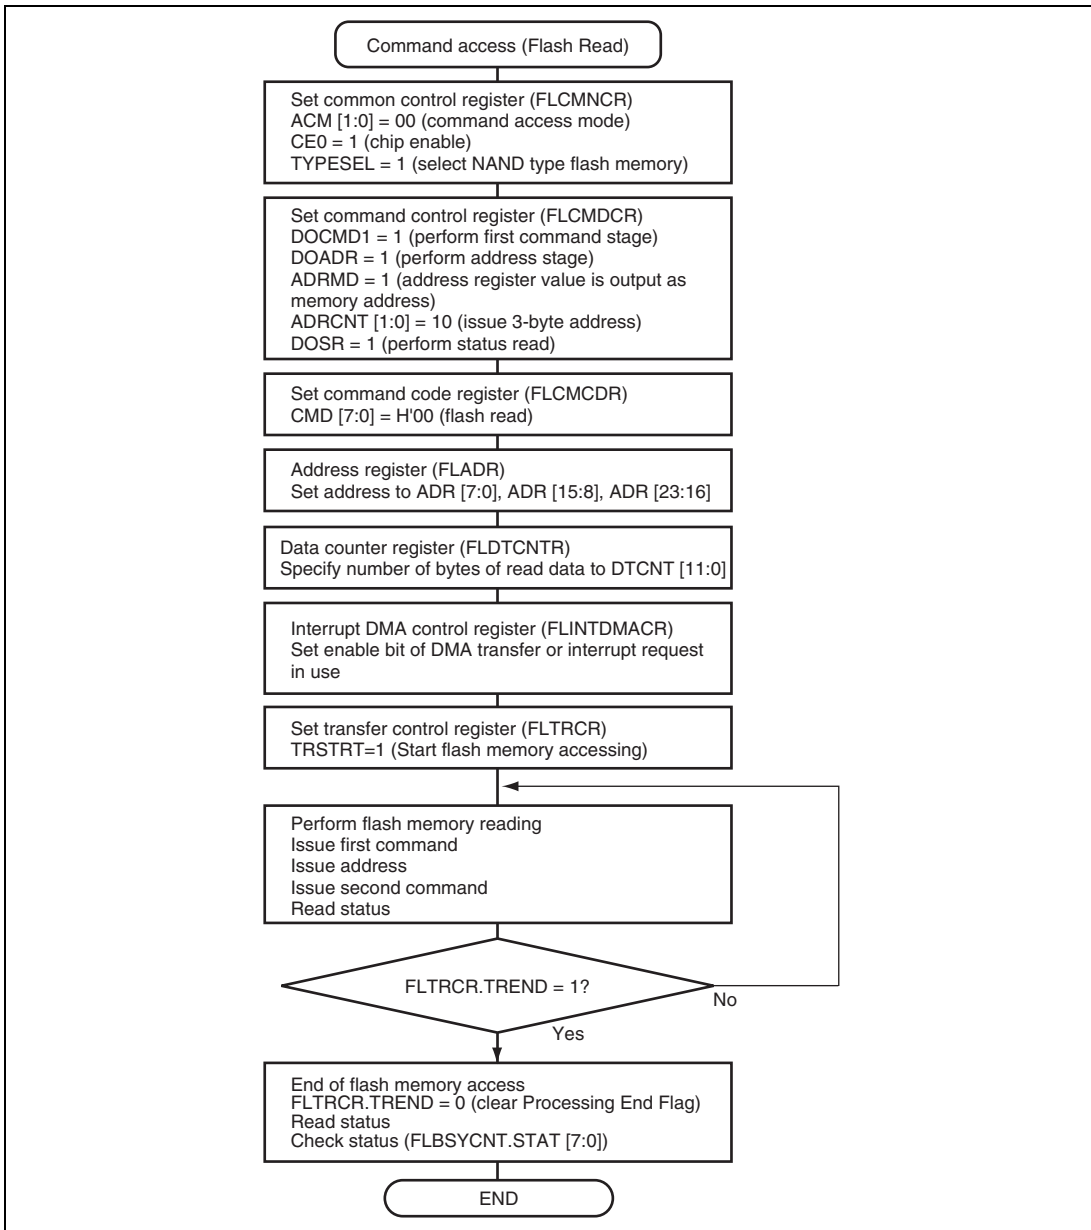 Command access (Flash Read)
Set common control register (FLCMNCR)
ACM [1:0] = 00 (command access mode)
CE0 = 1 (chip enable)
TYPESEL = 1 (select NAND type flash memory)
Set command control register (FLCMDCR)
DOCMD1 = 1 (perform first command stage)
DOADR = 1 (perform address stage)
ADRMD = 1 (address register value is output as
memory address)
ADRCNT [1:0] = 10 (issue 3-byte address)
DOSR = 1 (perform status read)
Set command code register (FLCMCDR)
CMD [7:0] = H'00 (flash read)
Address register (FLADR)
Set address to ADR [7:0], ADR [15:8], ADR [23:16]
Data counter register (FLDTCNTR)
Specify number of bytes of read data to DTCNT [11:0]
Interrupt DMA control register (FLINTDMACR)
Set enable bit of DMA transfer or interrupt request
in use
Set transfer control register (FLTRCR)
TRSTRT=1 (Start flash memory accessing)
Perform flash memory reading
Issue first command
Issue address
Issue second command
Read status
FLTRCR.TREND = 1?
No
Yes
End of flash memory access
FLTRCR.TREND = 0 (clear Processing End Flag)
Read status
Check status (FLBSYCNT.STAT [7:0])
END